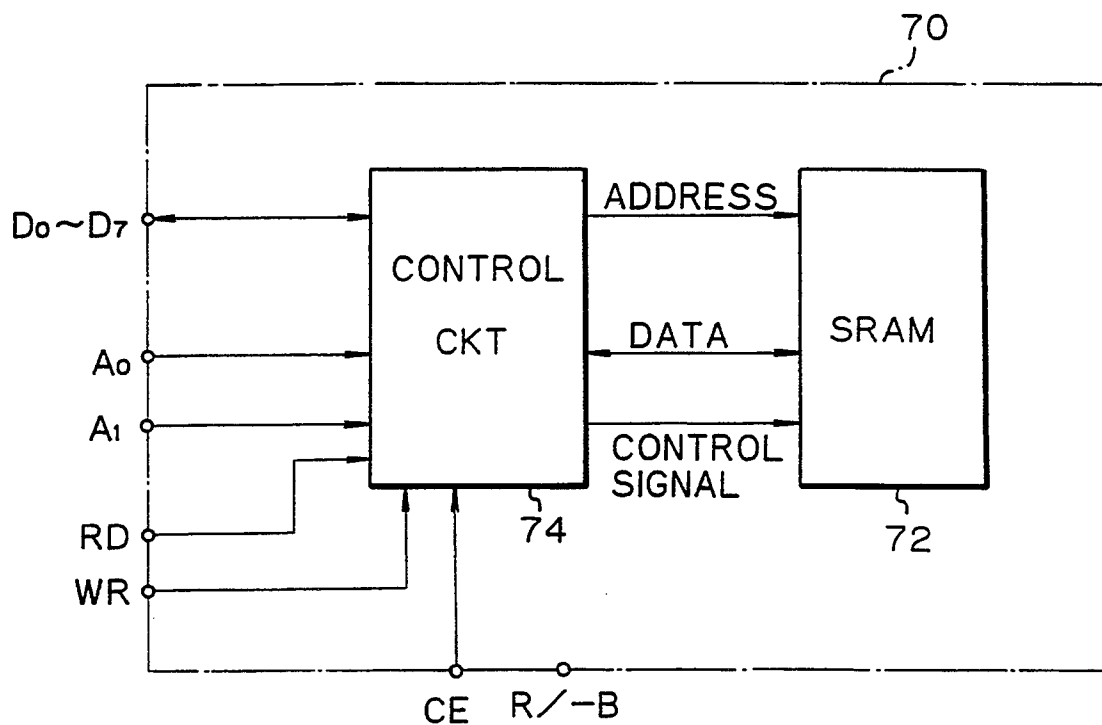 70
D0~D7
A0
A1
RD
WR
CONTROL
CKT
74
ADDRESS
DATA
CONTROL
SIGNAL
SRAM
72
CE
R/-B